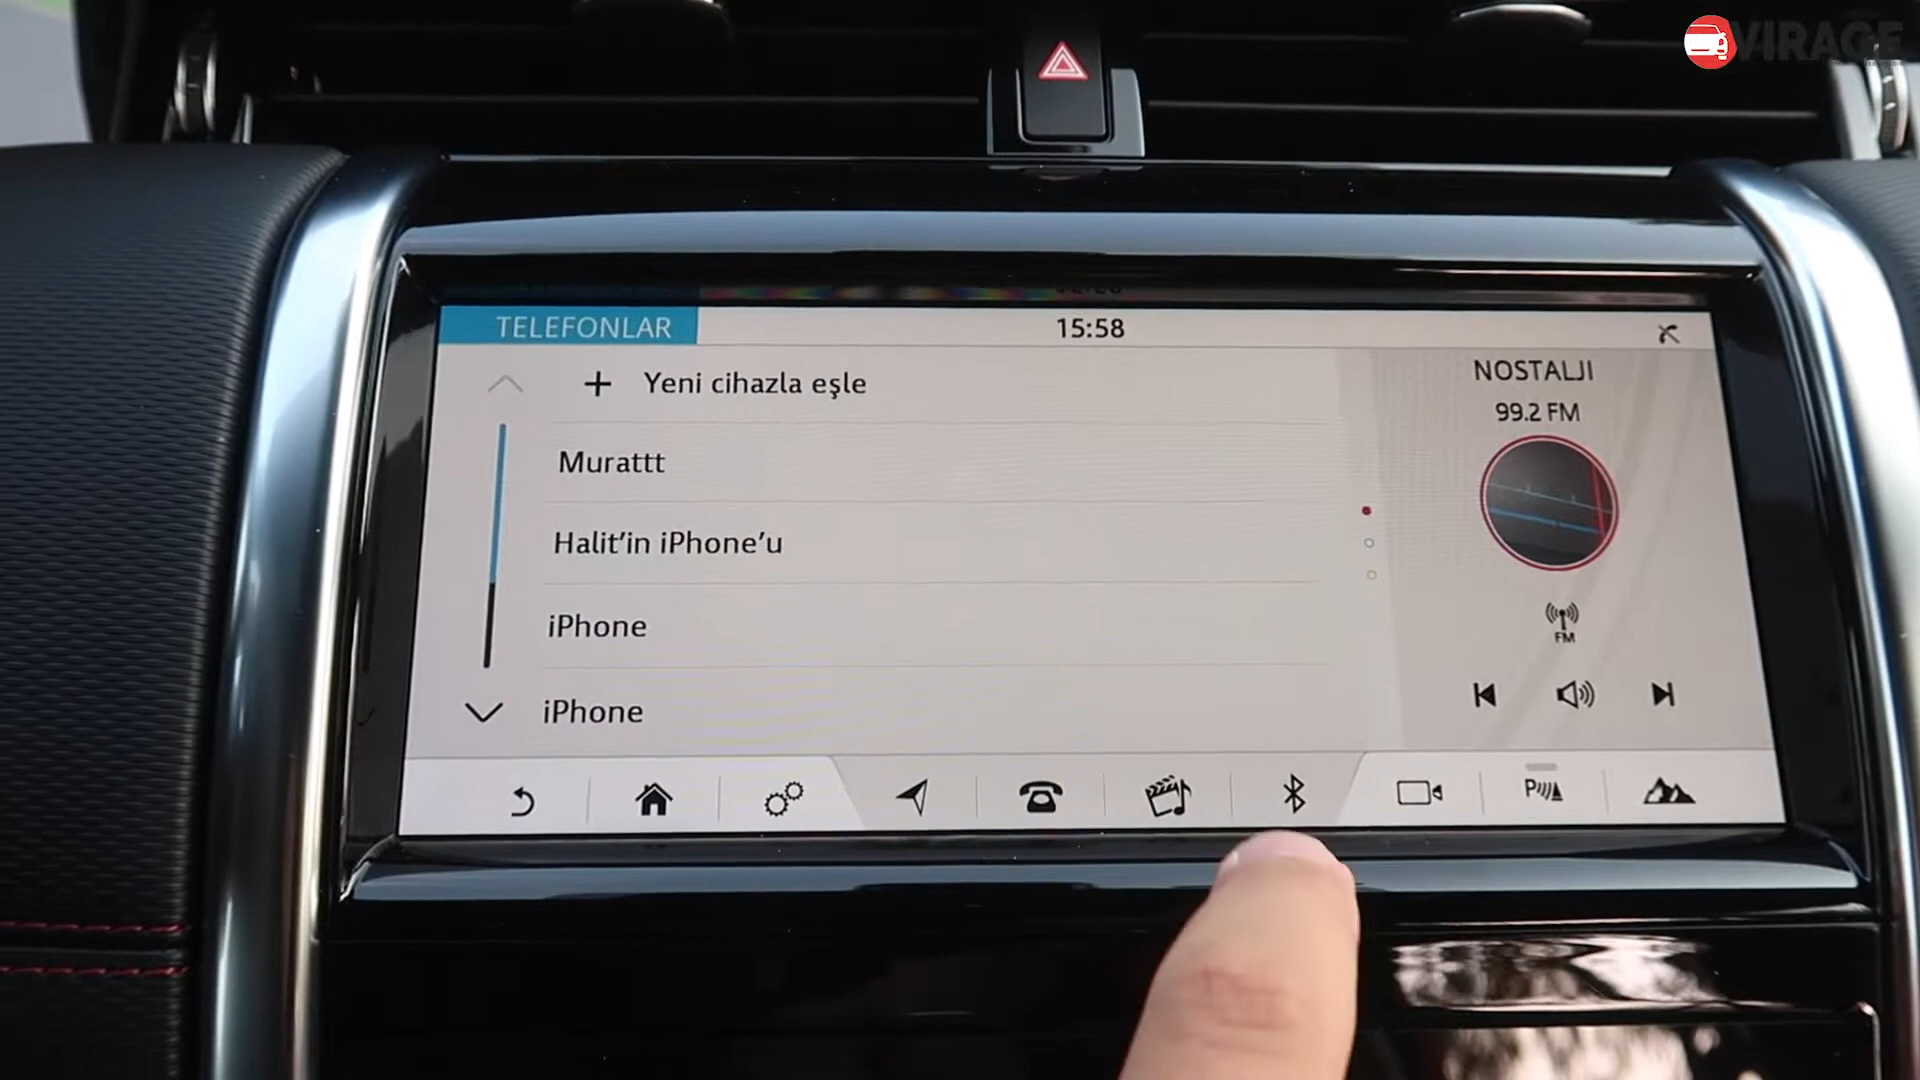 VIRAGE
TELEFONLAR
15:58
Yeni cihazla eşle
Murattt
Halit’in iPhone’u
iPhone
iPhone
NOSTALJI
99.2 FM
FM
P